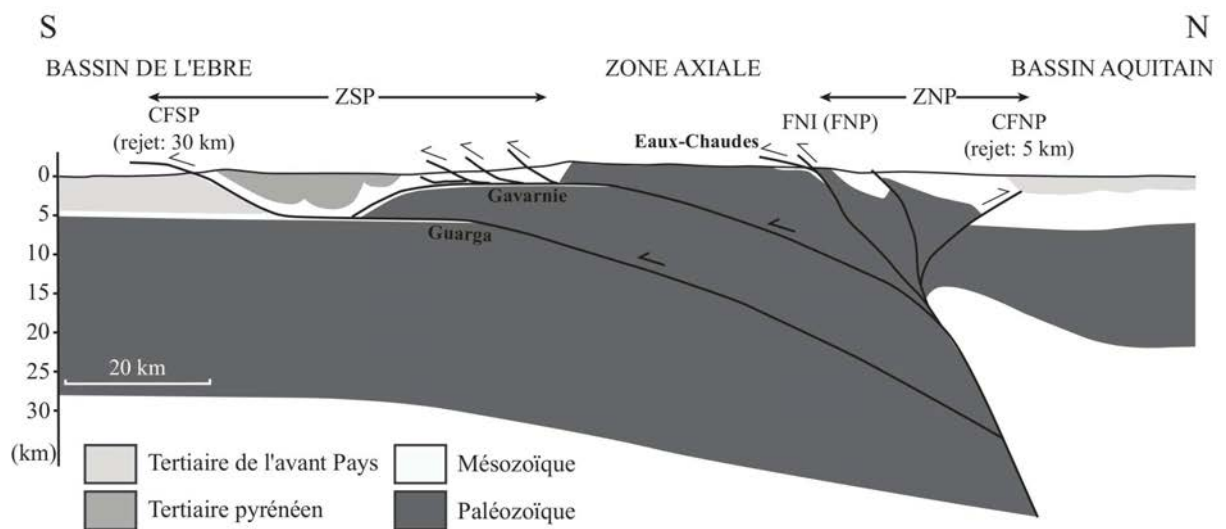 S
N
BASSIN DE L'EBRE
ZONE AXIALE
BASSIN AQUITAIN
ZSP
ZNP
CFSP
(rejet: 30 km)
Eaux-Chaudes
FNI (FNP)
CFNP
(rejet: 5 km)
0
5
10
15
20
25
30
(km)
Gavarnie
Guarga
20 km
Tertiaire de l'avant Pays
Mésozoïque
Tertiaire pyrénéen
Paléozoïque